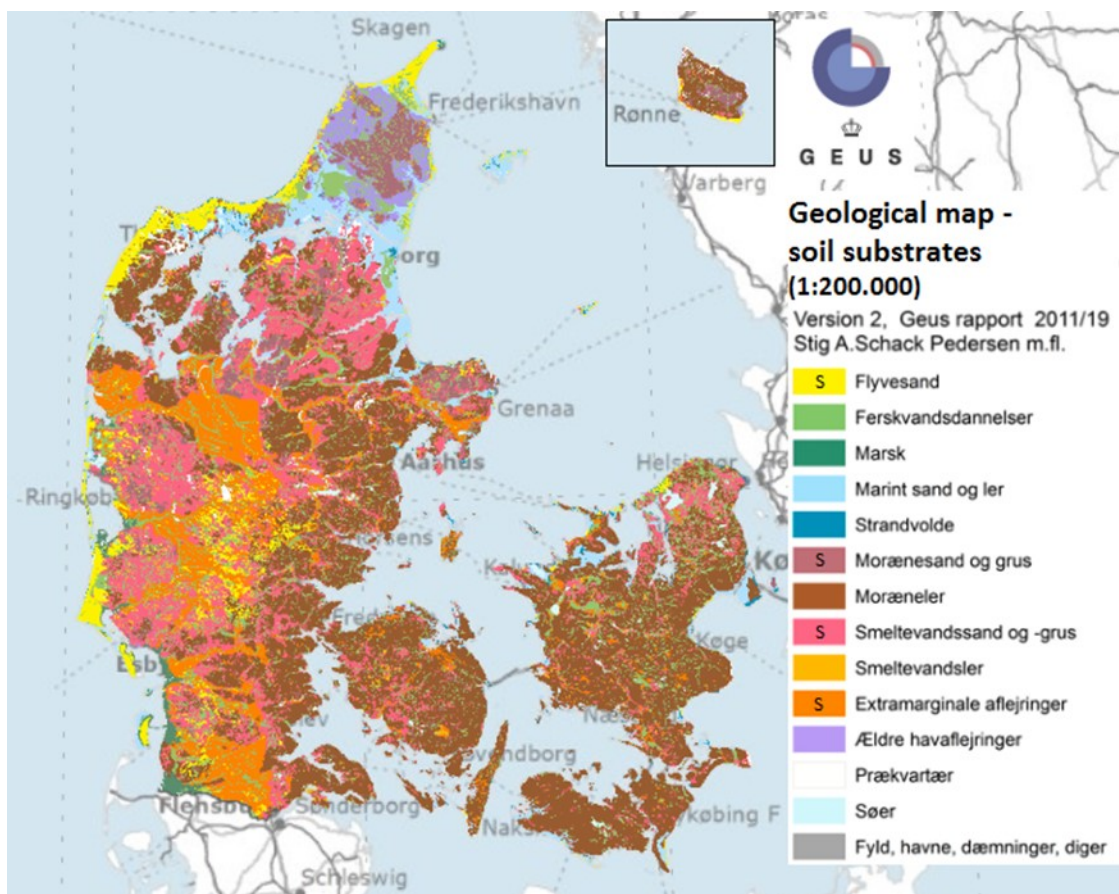 Skagen
Frederikshavn
Rønne
Varberg
GEUS
Geological map -
soil substrates
(1:200.000)
Version 2, Geus rapport 2011/19
Stig A.Schack Pedersen m.fl.
S Flyvesand
Ferskvandsdannelser
Marsk
Marint sand og ler
Strandvolde
S Morænesand og grus
Moræneler
S Smeltevandssand og -grus
Smeltevandsler
S Extramarginale aflejringer
Ældre havaflejringer
Prækvartær
Søer
Fyld, havne, dæmninger, diger
Grenaa
Aarhus
Helsingør
Ringkøb
Køge
Sønderborg
Schleswig